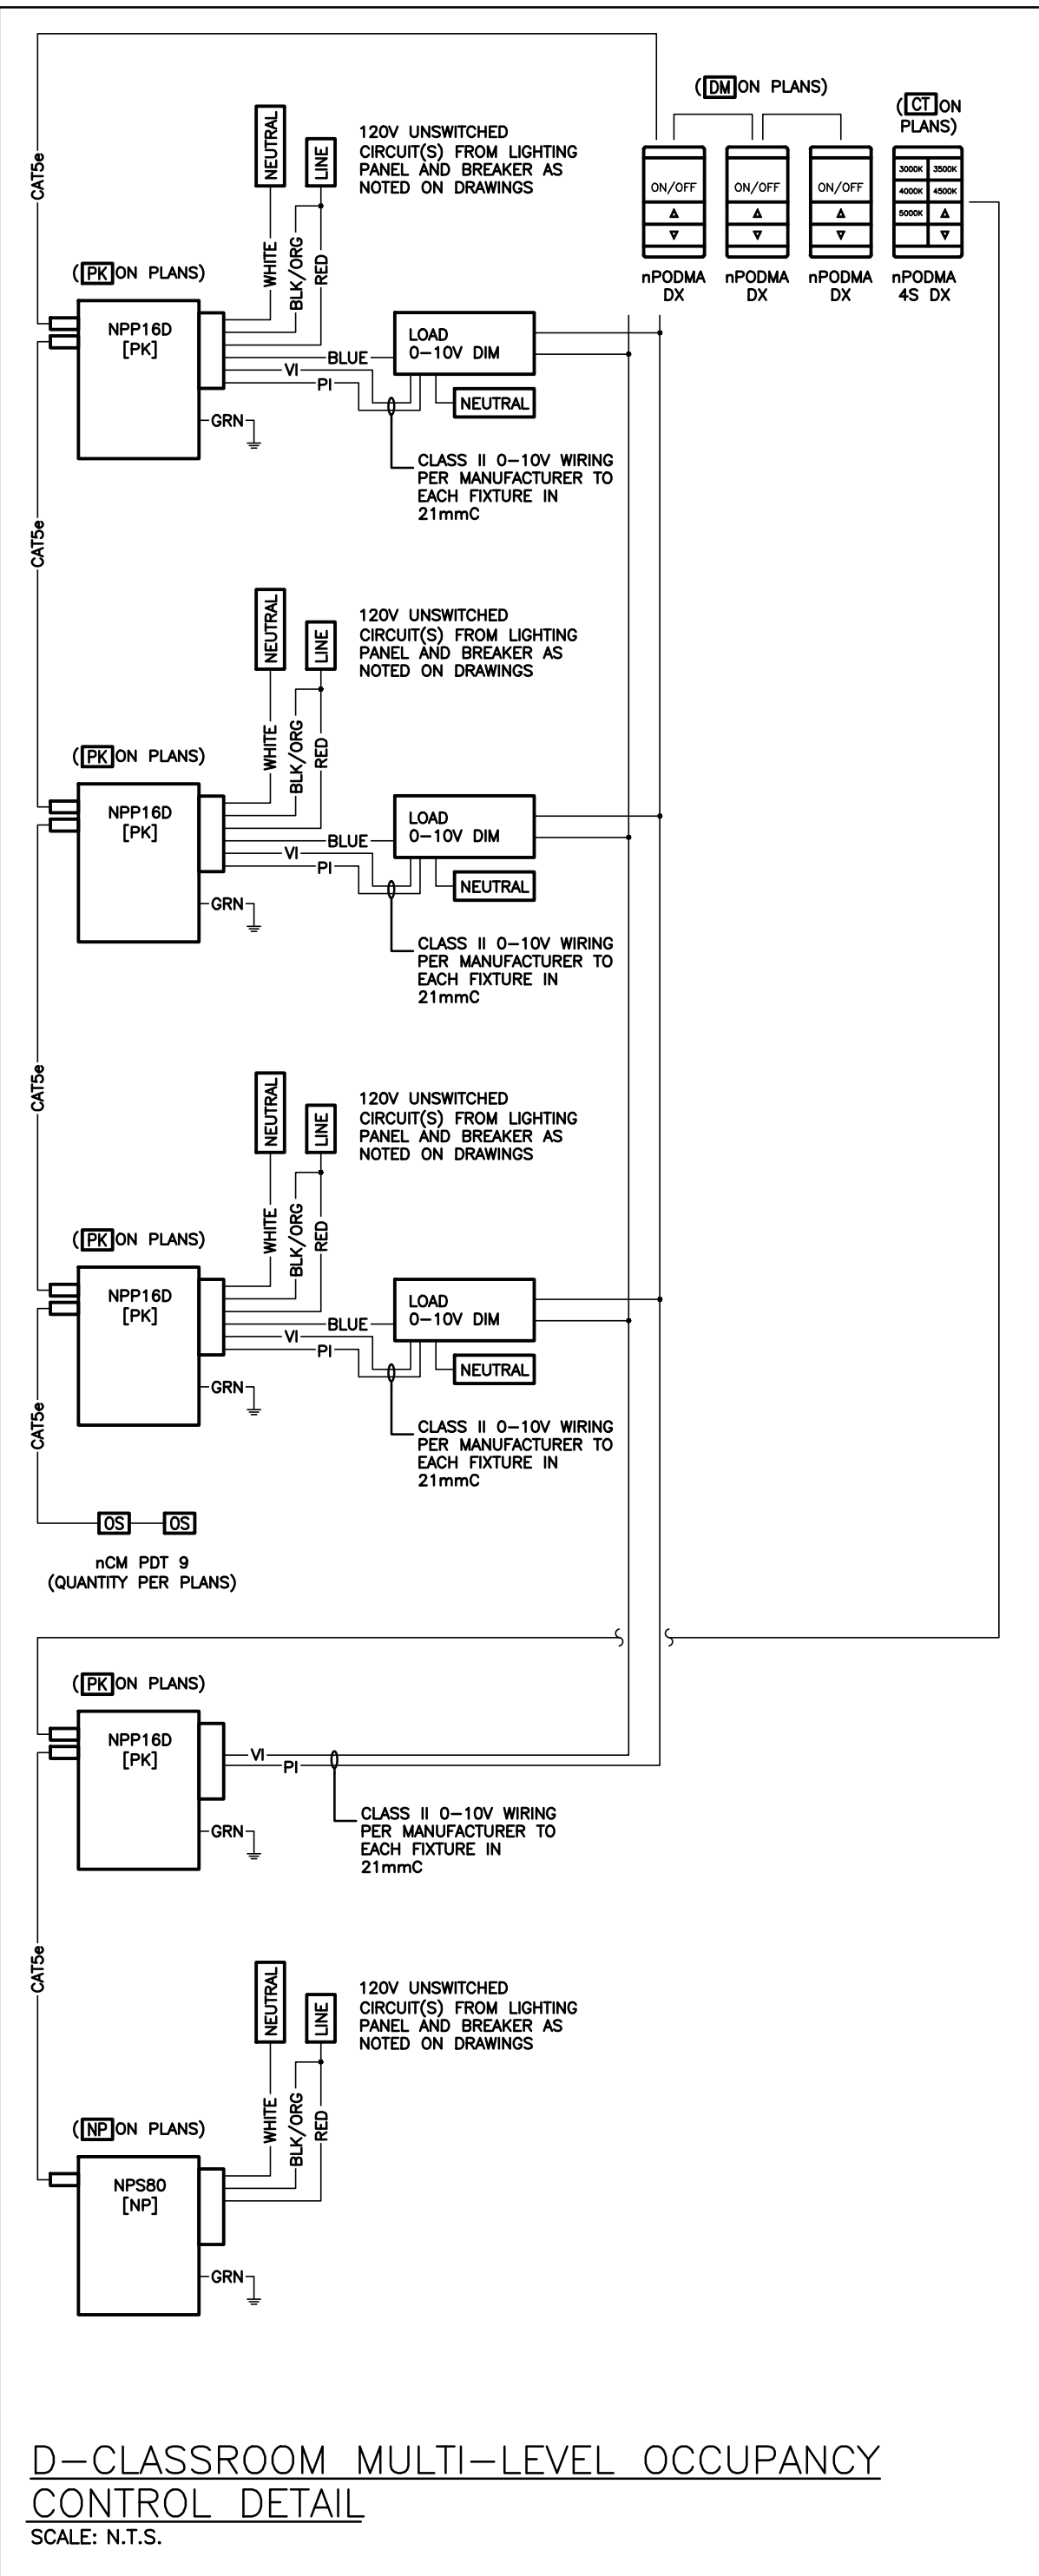 (DM ON PLANS)
(CT ON
PLANS)
ON/OFF
ON/OFF
ON/OFF
3000K 3500K
4000K 4500K
5000K
nPODMA
DX
nPODMA
DX
nPODMA
DX
nPODMA
4S DX
CAT5e
NEUTRAL
LINE
120V UNSWITCHED
CIRCUIT(S) FROM LIGHTING
PANEL AND BREAKER AS
NOTED ON DRAWINGS
WHITE
BLK/ORG
RED
(PK ON PLANS)
NPP16D
[PK]
LOAD
0-10V DIM
BLUE
VI
PI
NEUTRAL
GRN
CLASS II 0-10V WIRING
PER MANUFACTURER TO
EACH FIXTURE IN
21mmC
CAT5e
NEUTRAL
LINE
120V UNSWITCHED
CIRCUIT(S) FROM LIGHTING
PANEL AND BREAKER AS
NOTED ON DRAWINGS
WHITE
BLK/ORG
RED
(PK ON PLANS)
NPP16D
[PK]
LOAD
0-10V DIM
BLUE
VI
PI
NEUTRAL
GRN
CLASS II 0-10V WIRING
PER MANUFACTURER TO
EACH FIXTURE IN
21mmC
CAT5e
NEUTRAL
LINE
120V UNSWITCHED
CIRCUIT(S) FROM LIGHTING
PANEL AND BREAKER AS
NOTED ON DRAWINGS
WHITE
BLK/ORG
RED
(PK ON PLANS)
NPP16D
[PK]
LOAD
0-10V DIM
BLUE
VI
PI
NEUTRAL
GRN
CLASS II 0-10V WIRING
PER MANUFACTURER TO
EACH FIXTURE IN
21mmC
CAT5e
OS OS
nCM PDT 9
(QUANTITY PER PLANS)
(PK ON PLANS)
NPP16D
[PK]
VI
PI
GRN
CLASS II 0-10V WIRING
PER MANUFACTURER TO
EACH FIXTURE IN
21mmC
CAT5e
NEUTRAL
LINE
120V UNSWITCHED
CIRCUIT(S) FROM LIGHTING
PANEL AND BREAKER AS
NOTED ON DRAWINGS
WHITE
BLK/ORG
RED
(NP ON PLANS)
NPS80
[NP]
GRN
D-CLASSROOM MULTI-LEVEL OCCUPANCY
CONTROL DETAIL
SCALE: N.T.S.